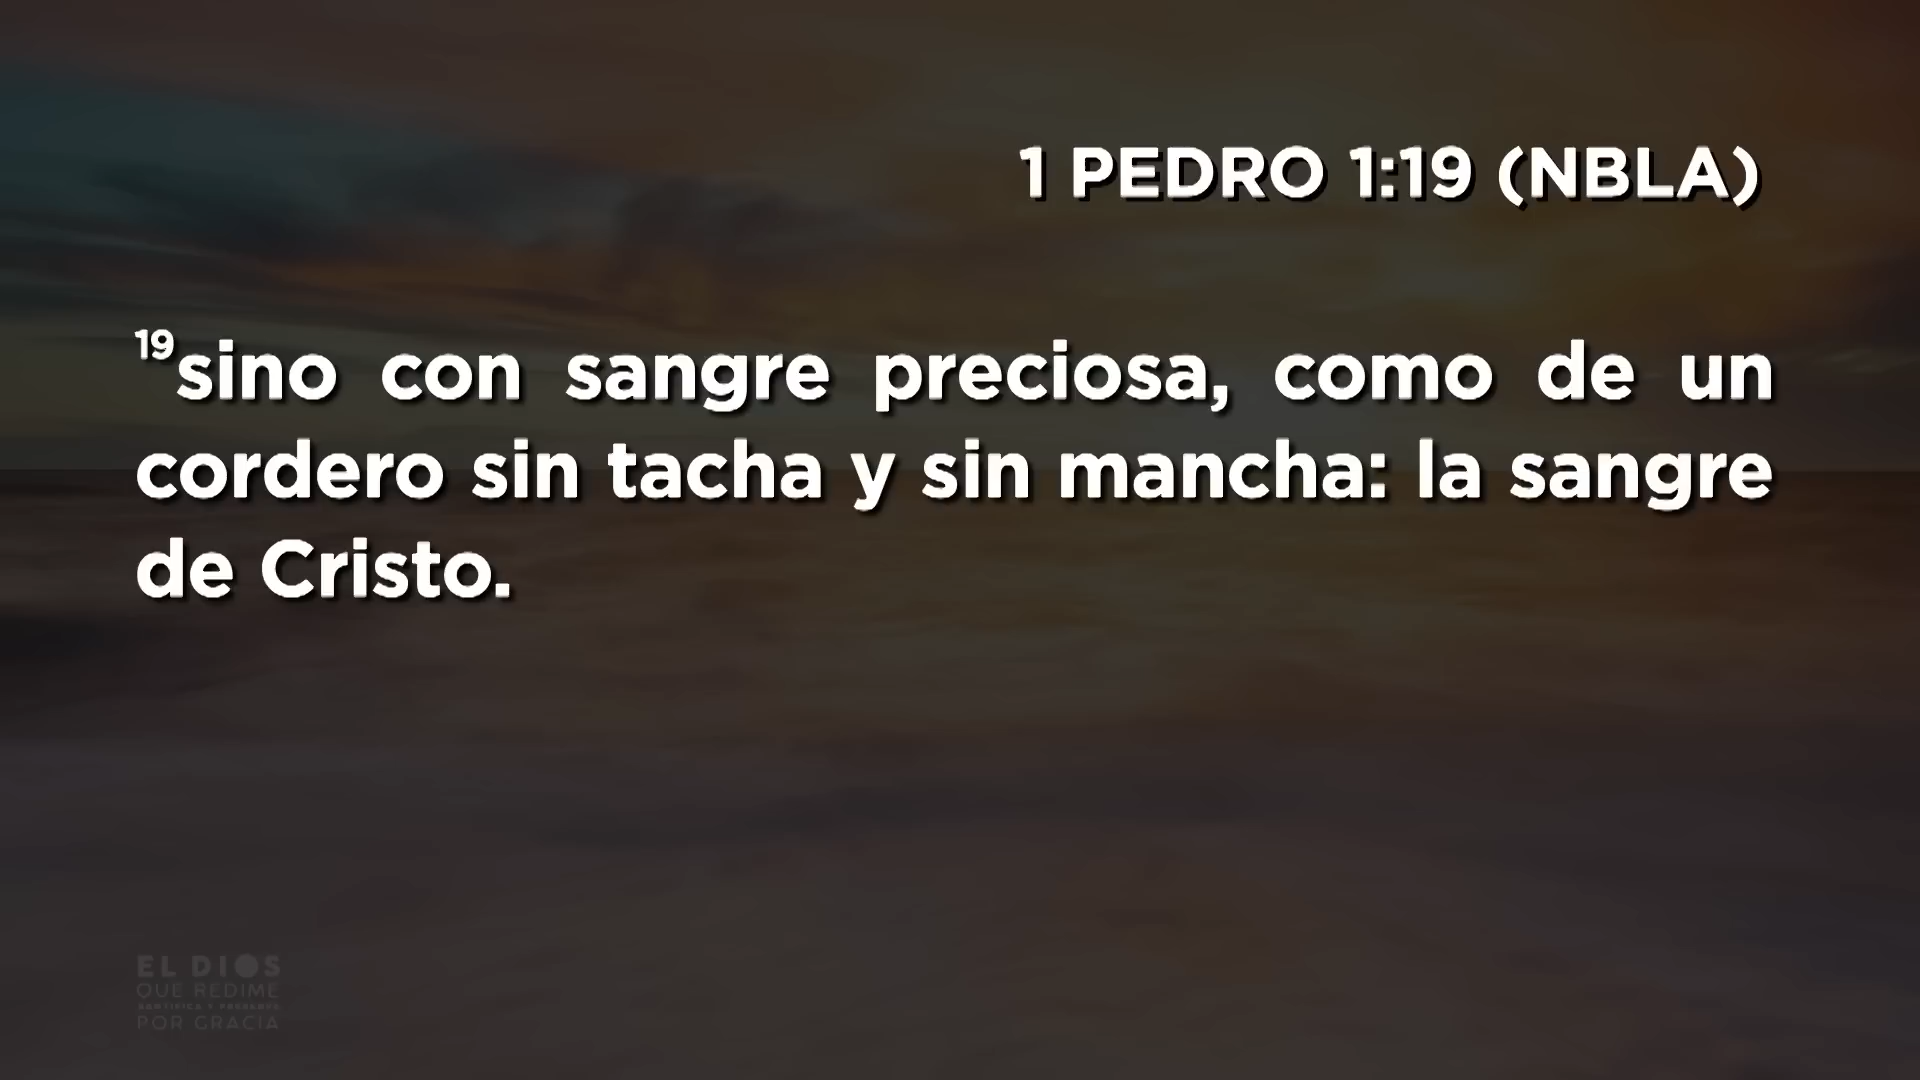 1 PEDRO 1:19 (NBLA)
19sino con sangre preciosa, como de un
cordero sin tacha y sin mancha: la sangre
de Cristo.
EL DIOS
QUE REDIME
POR GRACIA